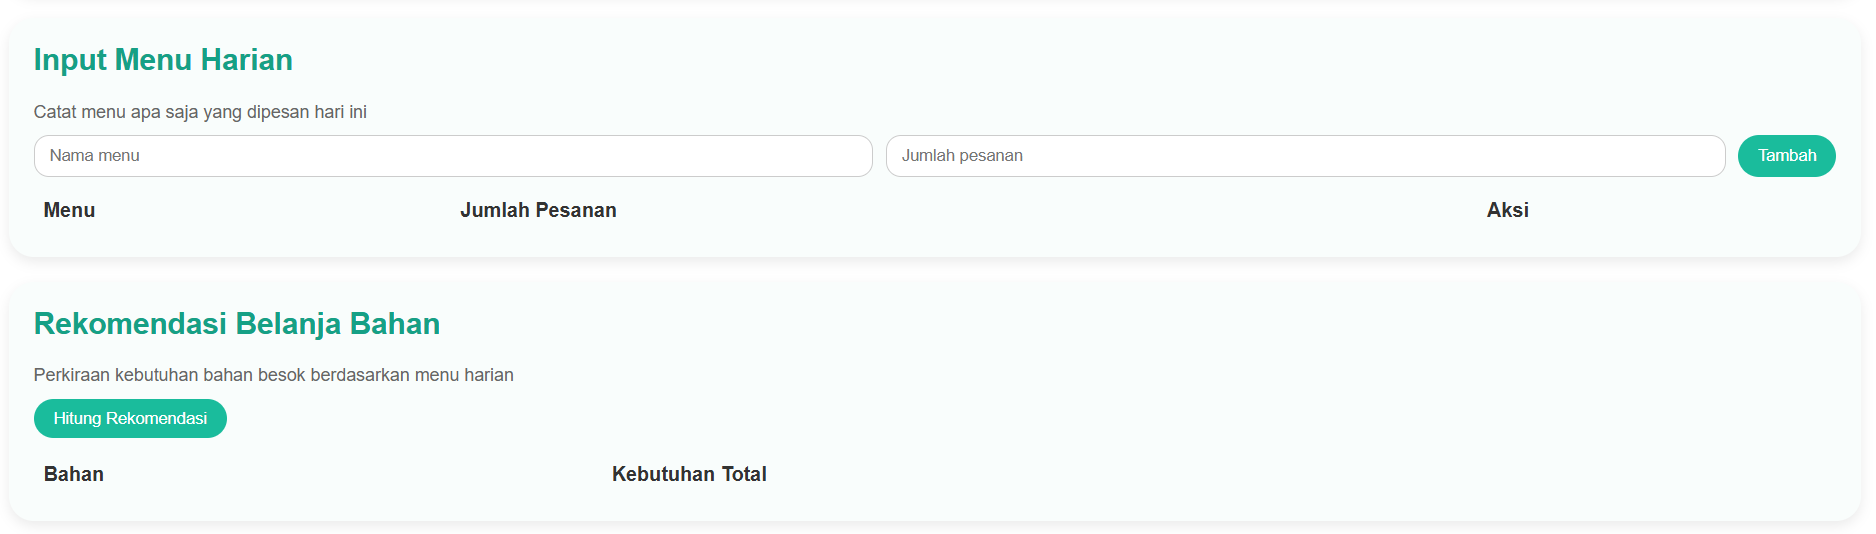 Input Menu Harian
Catat menu apa saja yang dipesan hari ini
Nama menu Jumlah pesanan Tambah
Menu Jumlah Pesanan Aksi
Rekomendasi Belanja Bahan
Perkiraan kebutuhan bahan besok berdasarkan menu harian
Hitung Rekomendasi
Bahan Kebutuhan Total